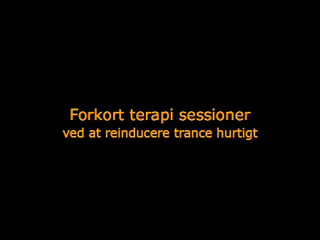 Forkort terapi sessioner
ved at reinducere trance hurtigt